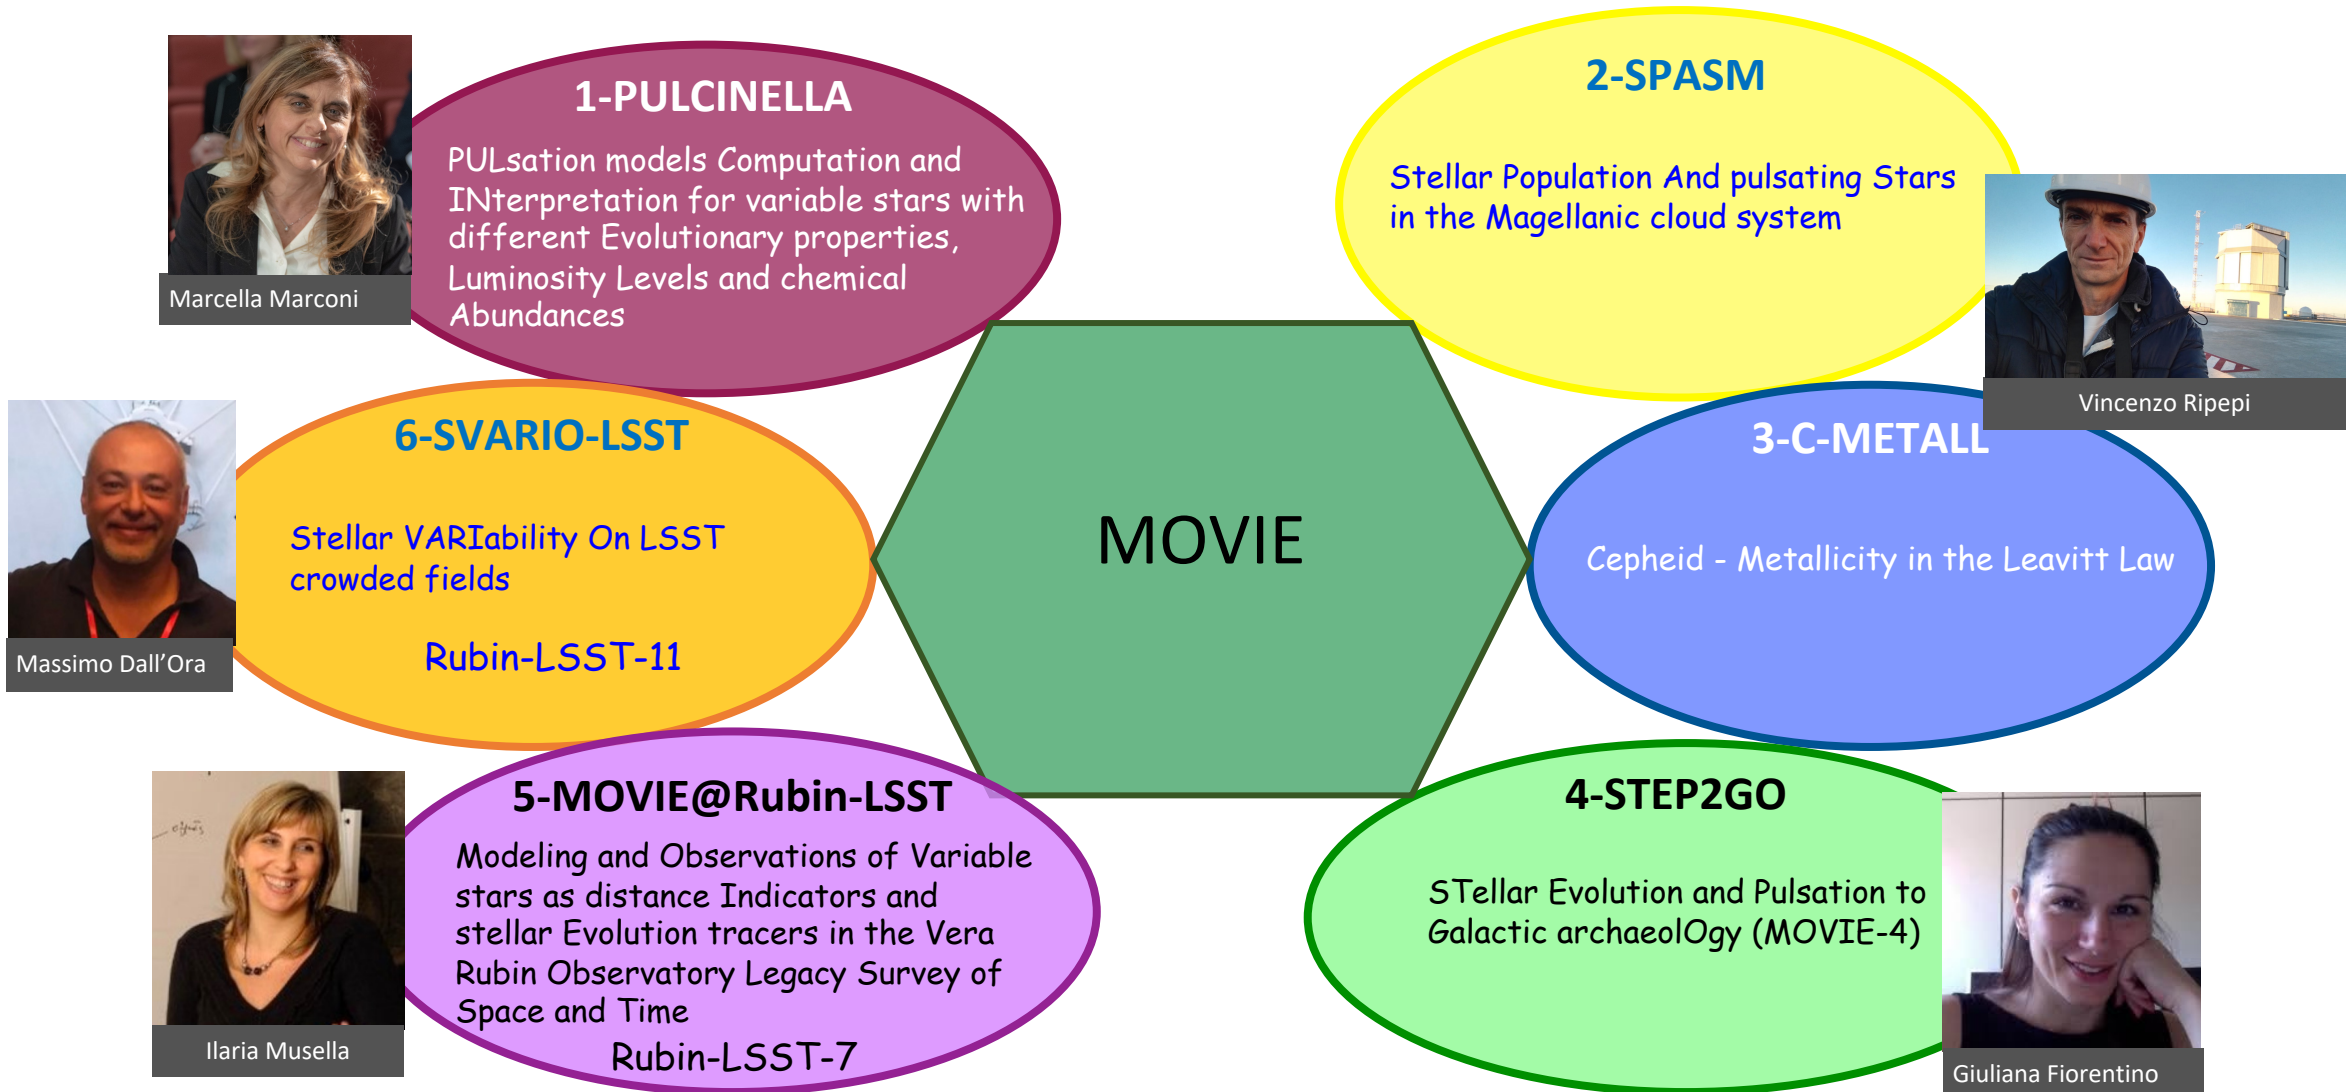 1-PULCINELLA
PULsation models Computation and
INterpretation for variable stars with
different Evolutionary properties,
Luminosity Levels and chemical
Abundances
Marcella Marconi
2-SPASM
Stellar Population And pulsating Stars
in the Magellanic cloud system
Vincenzo Ripepi
6-SVARIO-LSST
Stellar VARIability On LSST
crowded fields
Rubin-LSST-11
Massimo Dall'Ora
MOVIE
3-C-METALL
Cepheid - Metallicity in the Leavitt Law
5-MOVIE@Rubin-LSST
Modeling and Observations of Variable
stars as distance Indicators and
stellar Evolution tracers in the Vera
Rubin Observatory Legacy Survey of
Space and Time
Rubin-LSST-7
Ilaria Musella
4-STEP2GO
STellar Evolution and Pulsation to
Galactic archaeolOgy (MOVIE-4)
Giuliana Fiorentino